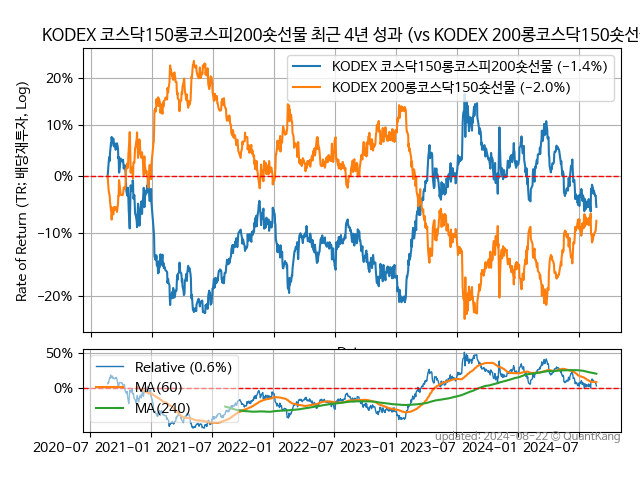 KODEX 코스닥150롱코스피200숏선물 최근 4년 성과 (vs KODEX 200롱코스닥150숏선
Rate of Return (TR: 배당재투자, Log)
KODEX 코스닥150롱코스피200숏선물 (−1.4%)
KODEX 200롱코스닥150숏선물 (−2.0%)
20%
10%
0%
−10%
−20%
50%
0%
Relative (0.6%)
MA(60)
MA(240)
updated: 2024-08-22 © QuantKang
2020-07 2021-01 2021-07 2022-01 2022-07 2023-01 2023-07 2024-01 2024-07